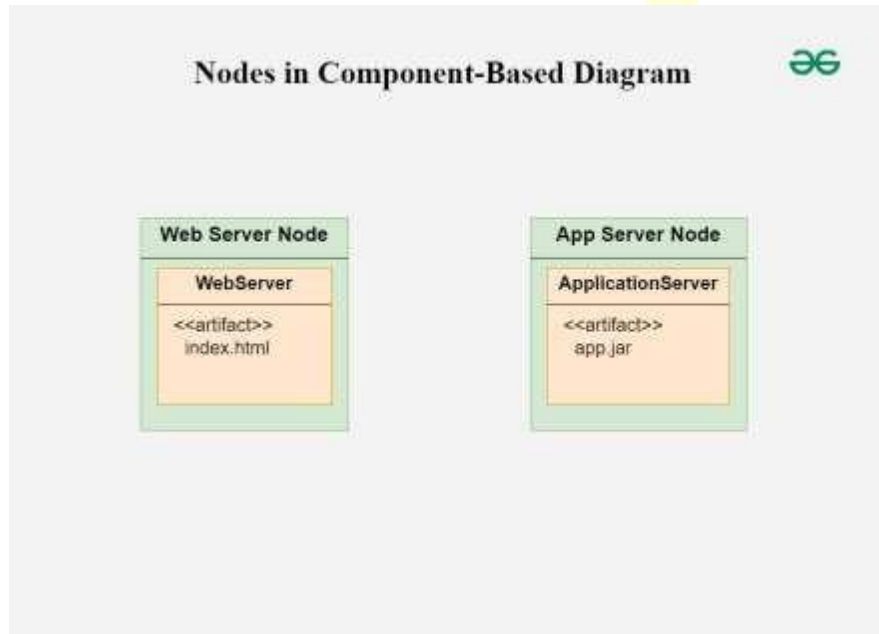 Nodes in Component-Based Diagram
Web Server Node
WebServer
<<artifact>>
index.html
App Server Node
ApplicationServer
<<artifact>>
app.jar